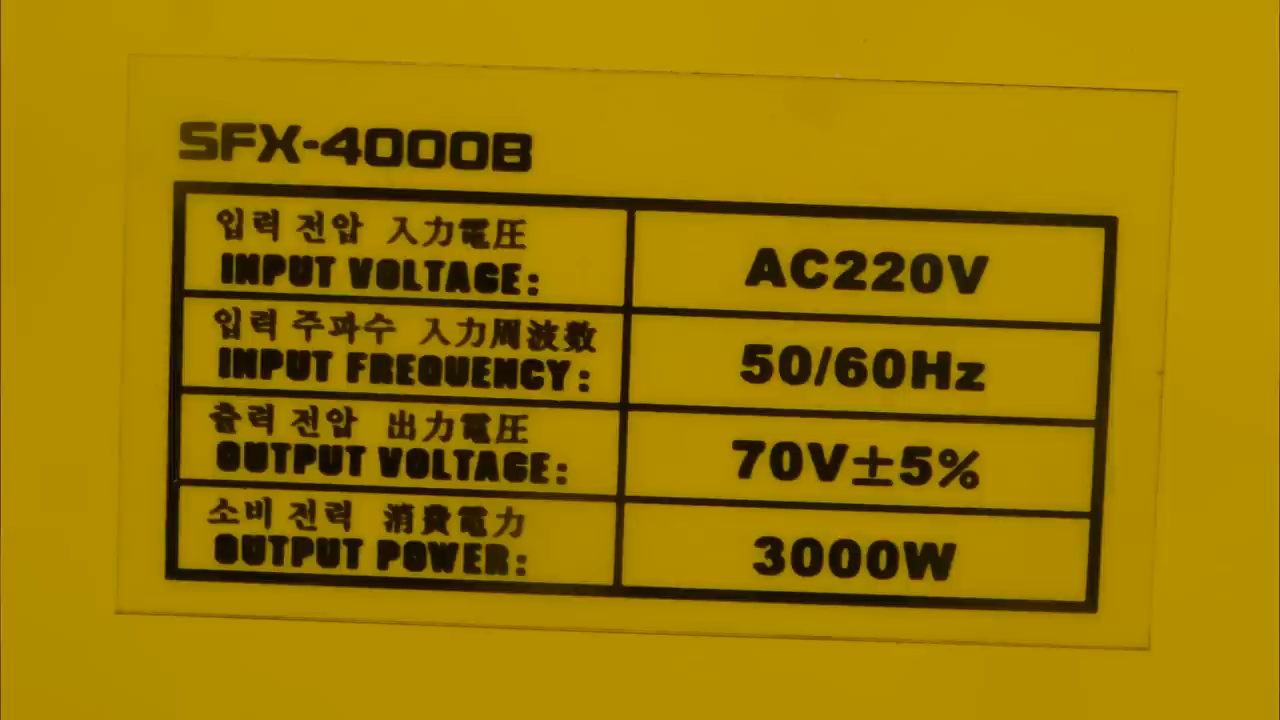 SFX-4000B
입력 전압 入力電圧
INPUT VOLTAGE:
AC220V
입력 주파수 入力周波数
INPUT FREQUENCY:
50/60Hz
출력 전압 出力電圧
OUTPUT VOLTAGE:
70V±5%
소비 전력 消費電力
OUTPUT POWER:
3000W